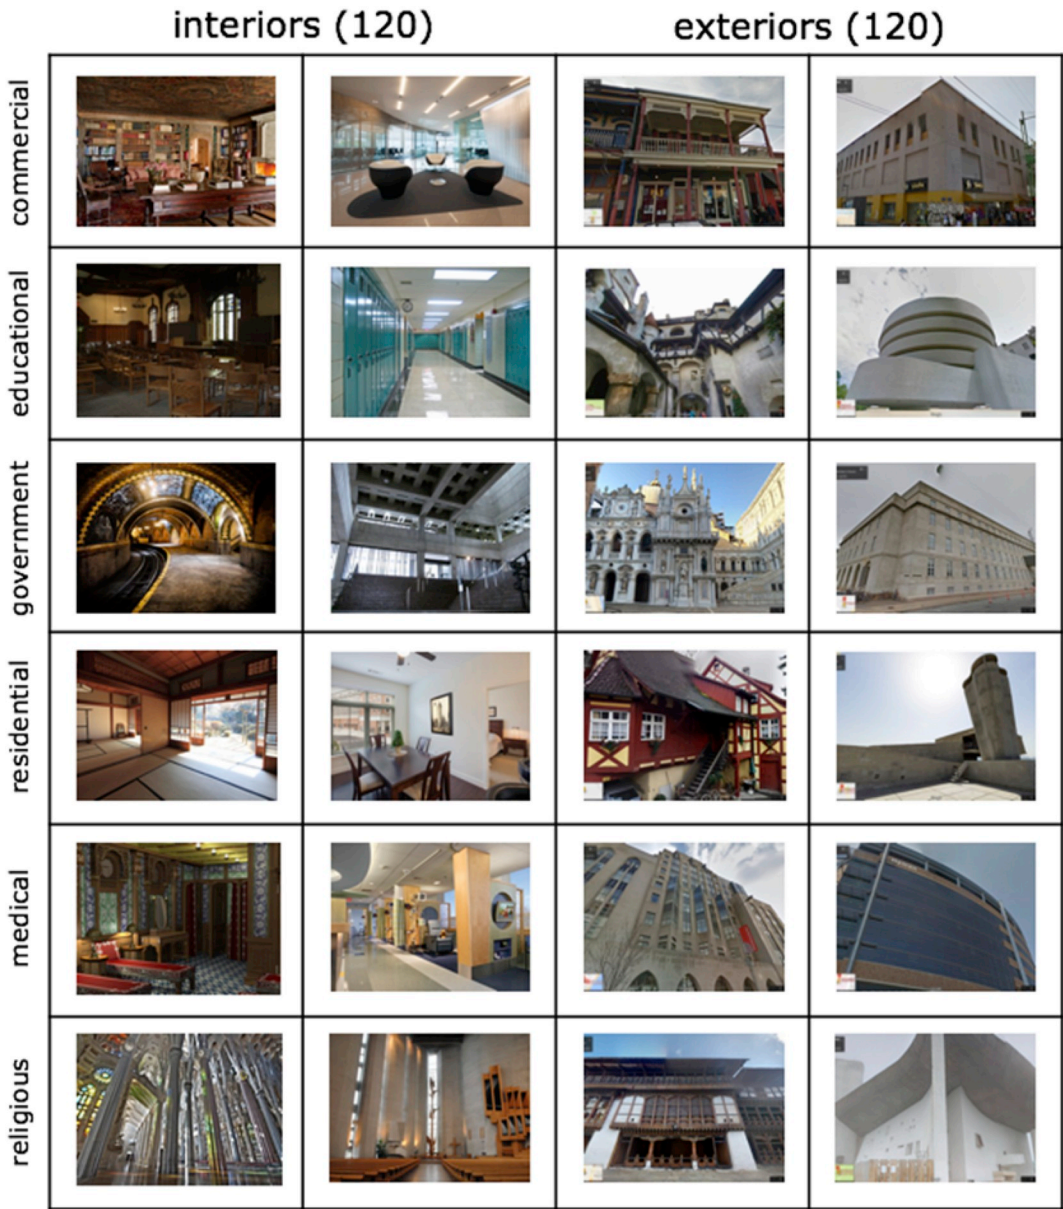 interiors (120)
exteriors (120)
commercial
educational
government
residential
medical
religious